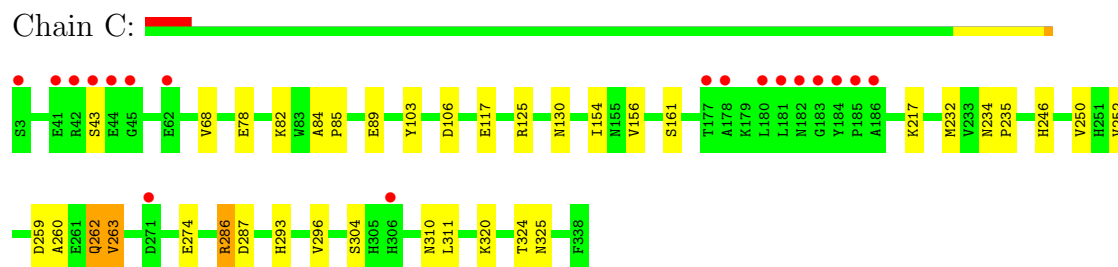 Chain C:
S3 E41 R42 S43 E44 G45 E62 V68 E78 K82 W83 A84 P85 E89 Y103 D106 E117 R125 N130 I154 N155 V156 S161 T177 A178 K179 L180 L181 N182 G183 Y184 P185 A186 K217 M232 V233 N234 P235 H246 V250 H251 V252
D259 A260 E261 Q262 V263 D271 E274 R286 D287 H293 V296 S304 H305 H306 N310 L311 K320 T324 N325 F338